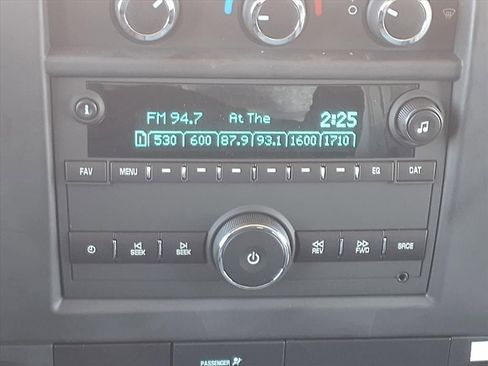 FM 94.7 At The 2:25
1 530 600 87.9 93.1 1600 1710
FAV MENU EQ DAT
SEEK SEEK REV FWD SRCE
PASSENGER